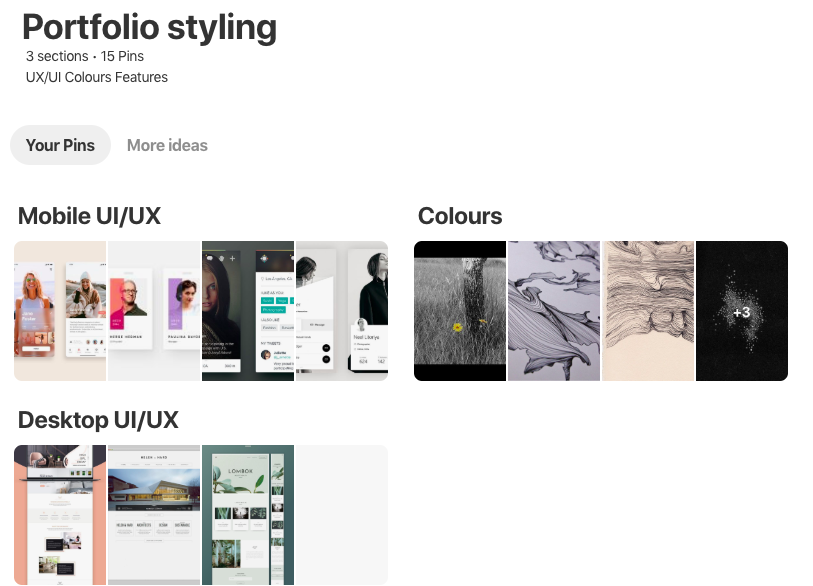 Portfolio styling
3 sections · 15 Pins
UX/UI Colours Features
Your Pins
More ideas
Mobile UI/UX
Colours
+3
Desktop UI/UX
LOMBOK